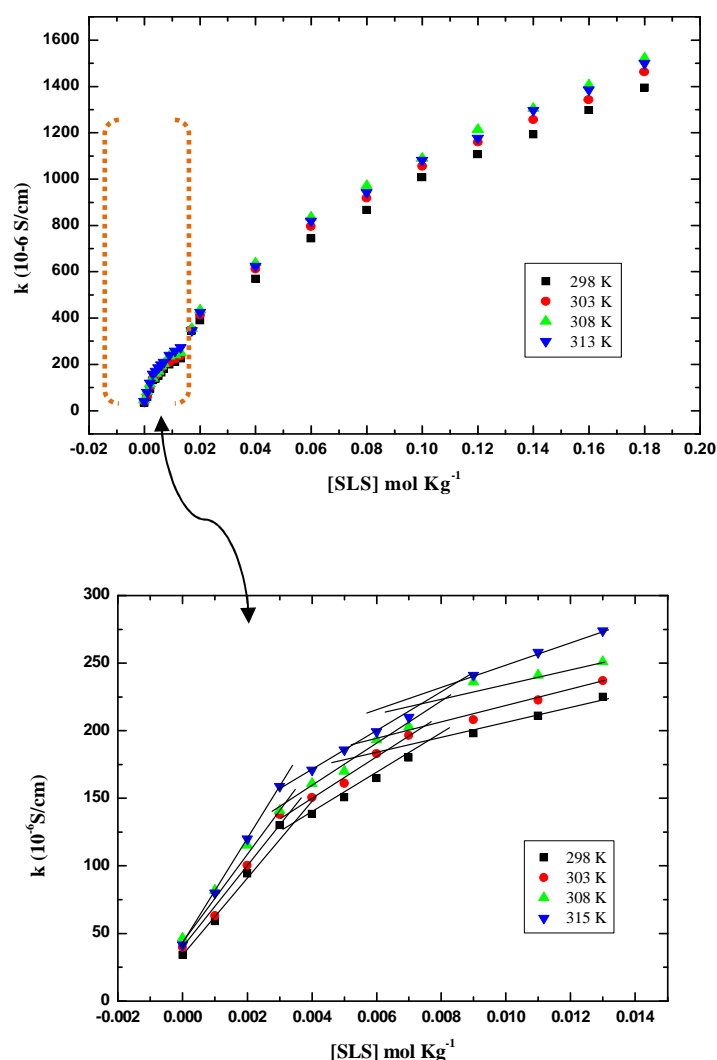 1600
1400
1200
1000
800
600
400
200
0
k (10-6 S/cm)
298 K
303 K
308 K
313 K
-0.02 0.00 0.02 0.04 0.06 0.08 0.10 0.12 0.14 0.16 0.18 0.20
[SLS] mol Kg-1
300
250
200
150
100
50
0
k (10-6S/cm)
298 K
303 K
308 K
315 K
-0.002 0.000 0.002 0.004 0.006 0.008 0.010 0.012 0.014
[SLS] mol Kg-1